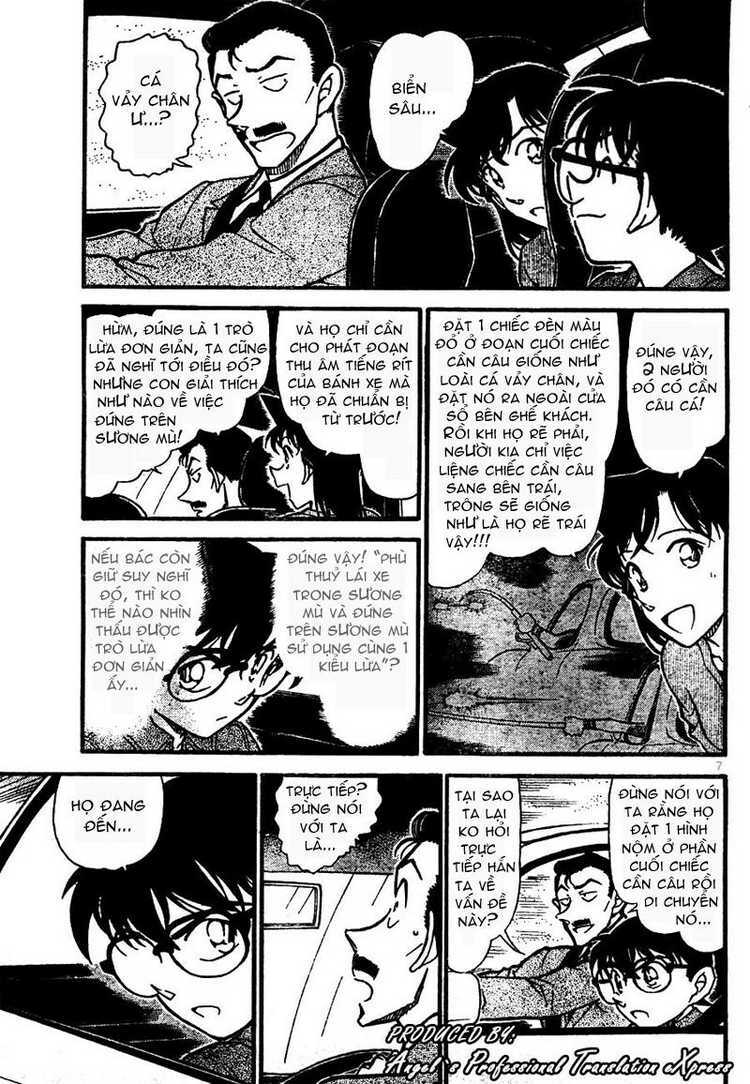 BIỂN
SÂU...
CÁ
VẢY CHÂN
Ư...?
ĐÚNG VẬY,
2 NGƯỜI
ĐÓ CÓ CẦN
CÂU CÁ!
ĐẶT 1 CHIẾC ĐÈN MÀU
ĐỎ Ở ĐOẠN CUỐI CHIẾC
CẦN CÂU GIỐNG NHƯ
LOÀI CÁ VẢY CHÂN, VÀ
ĐẶT NÓ RA NGOÀI CỬA
SỔ BÊN GHẾ KHÁCH.
RỒI KHI HỌ RẼ PHẢI,
NGƯỜI KIA CHỈ VIỆC
LIỆNG CHIẾC CẦN CÂU
SANG BÊN TRÁI,
TRÔNG SẼ GIỐNG
NHƯ LÀ HỌ RẼ TRÁI
VẬY!!!
VÀ HỌ CHỈ CẦN
CHO PHÁT ĐOẠN
THU ÂM TIẾNG RÍT
CỦA BÁNH XE MÀ
HỌ ĐÃ CHUẨN BỊ
TỪ TRƯỚC!
HỪM, ĐÚNG LÀ 1 TRÒ
LỪA ĐƠN GIẢN, TA CŨNG
ĐÃ NGHĨ TỚI ĐIỀU ĐÓ?
NHƯNG CON GIẢI THÍCH
NHƯ NÀO VỀ VIỆC
ĐỨNG TRÊN
SƯƠNG MÙ!
ĐÚNG VẬY! "PHÙ
THUỶ LÁI XE
TRONG SƯƠNG
MÙ VÀ ĐỨNG
TRÊN SƯƠNG MÙ
SỬ DỤNG CÙNG 1
KIỂU LỪA"?
NẾU BÁC CÒN
GIỮ SUY NGHĨ
ĐÓ, THÌ KO
THỂ NÀO NHÌN
THẤU ĐƯỢC
TRÒ LỪA
ĐƠN GIẢN
ẤY...
7
ĐỪNG NÓI VỚI
TA RẰNG HỌ
ĐẶT 1 HÌNH
NỘM Ở PHẦN
CUỐI CHIẾC
CẦN CÂU RỒI
DI CHUYỂN
NÓ...
TẠI SAO
TA LẠI
KO HỎI
TRỰC
TIẾP HẮN
TA VỀ
VẤN ĐỀ
NÀY?
TRỰC
TIẾP?
ĐỪNG NÓI
VỚI TA
LÀ...
HỌ ĐANG
ĐẾN...
PRODUCED BY:
Angel's Professional Translation eXpress